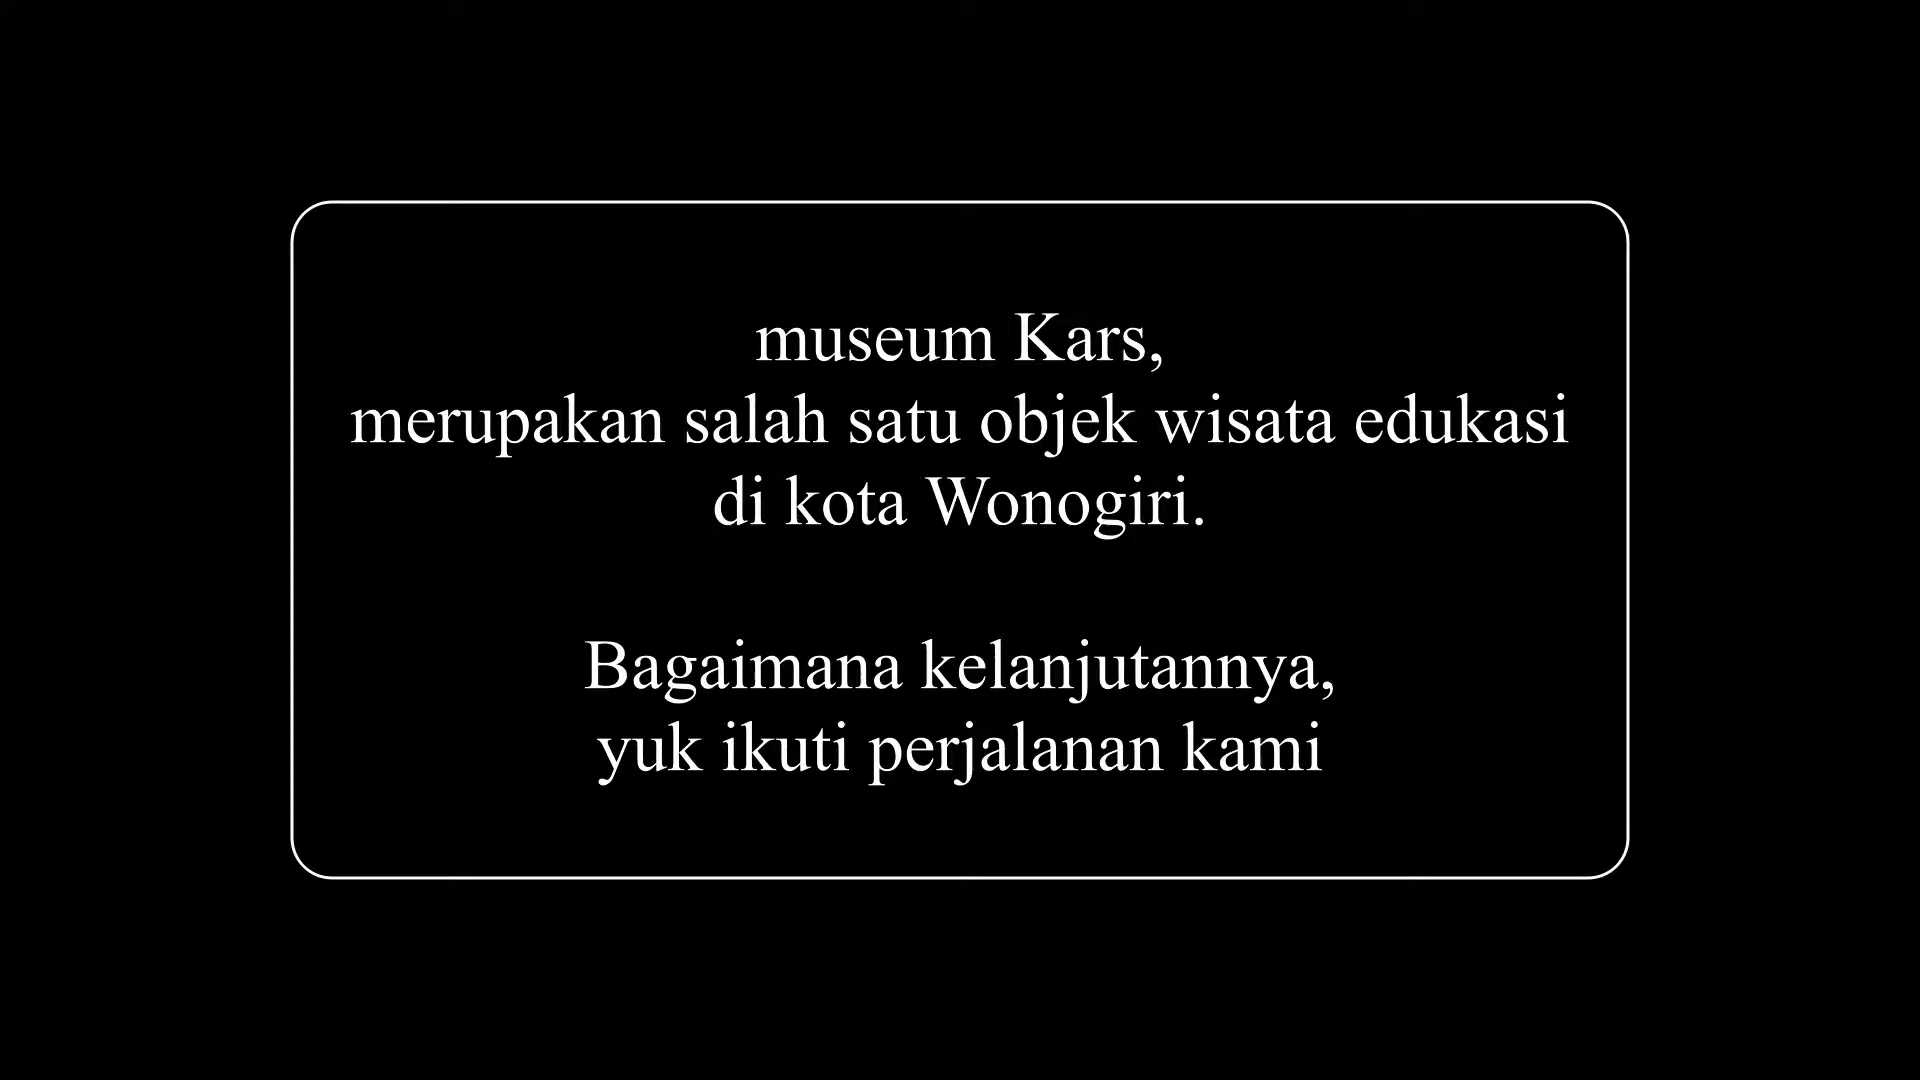 museum Kars,
merupakan salah satu objek wisata edukasi
di kota Wonogiri.
Bagaimana kelanjutannya,
yuk ikuti perjalanan kami